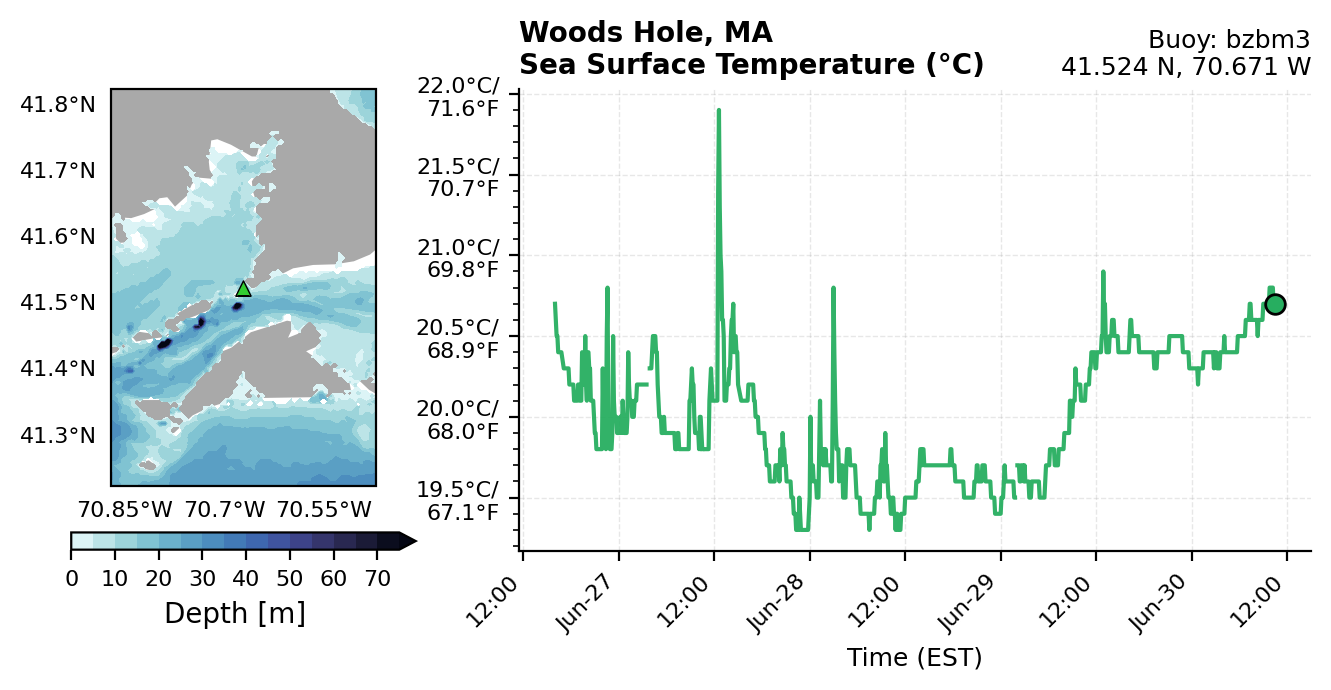 Woods Hole, MA
Sea Surface Temperature (°C)
Buoy: bzbm3
41.524 N, 70.671 W
41.8°N
41.7°N
41.6°N
41.5°N
41.4°N
41.3°N
70.85°W 70.7°W 70.55°W
0 10 20 30 40 50 60 70
Depth [m]
22.0°C/
71.6°F
21.5°C/
70.7°F
21.0°C/
69.8°F
20.5°C/
68.9°F
20.0°C/
68.0°F
19.5°C/
67.1°F
12:00 Jun-27 12:00 Jun-28 12:00 Jun-29 12:00 Jun-30 12:00
Time (EST)